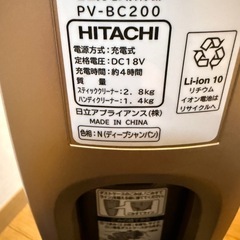 PV-BC200
HITACHI
電源方式：充電式
定格電圧：DC18V
充電時間：約4時間
質量：
スティッククリーナー：2.8kg
ハンディクリーナー：1.4kg
日立アプライアンス(株)
MADE IN CHINA
色柄：N(ディープシャンパン)
Li-ion 10
リチウム
イオン電池は
リサイクルへ